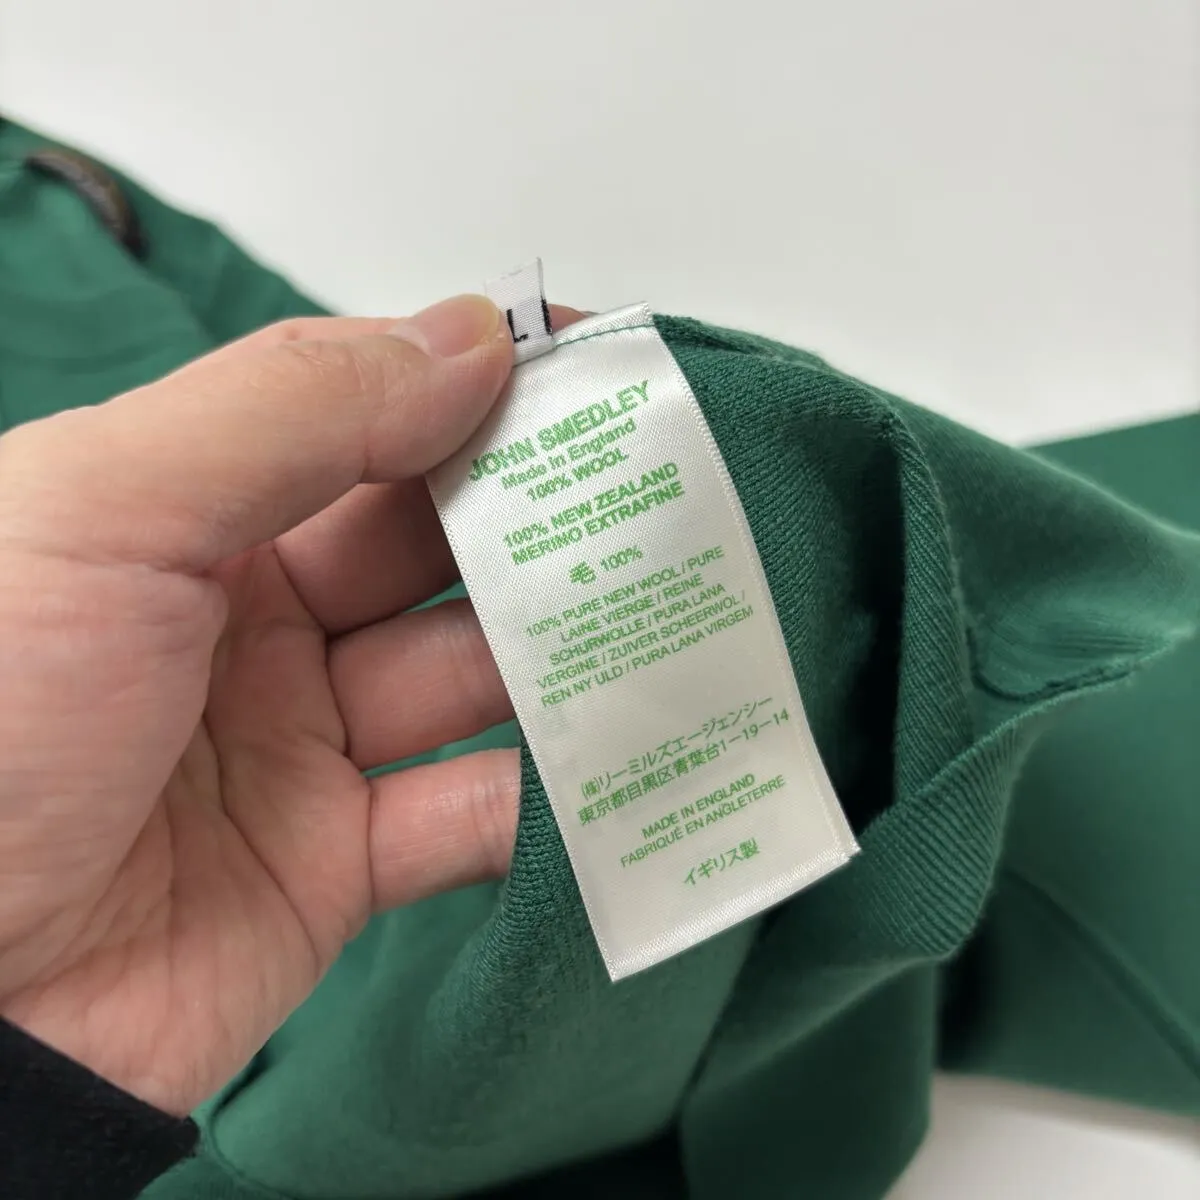 L
JOHN SMEDLEY
Made in England
100% WOOL
100% NEW ZEALAND
MERINO EXTRAFINE
毛 100%
100% PURE NEW WOOL / PURE
LAINE VIERGE / REINE
SCHURWOLLE / PURA LANA
VERGINE / ZUIVER SCHEERWOL /
REN NY ULD / PURA LANA VIRGEM
(株)リーミルズエージェンシー
東京都目黒区青葉台1-19-14
MADE IN ENGLAND
FABRIQUÉ EN ANGLETERRE
イギリス製